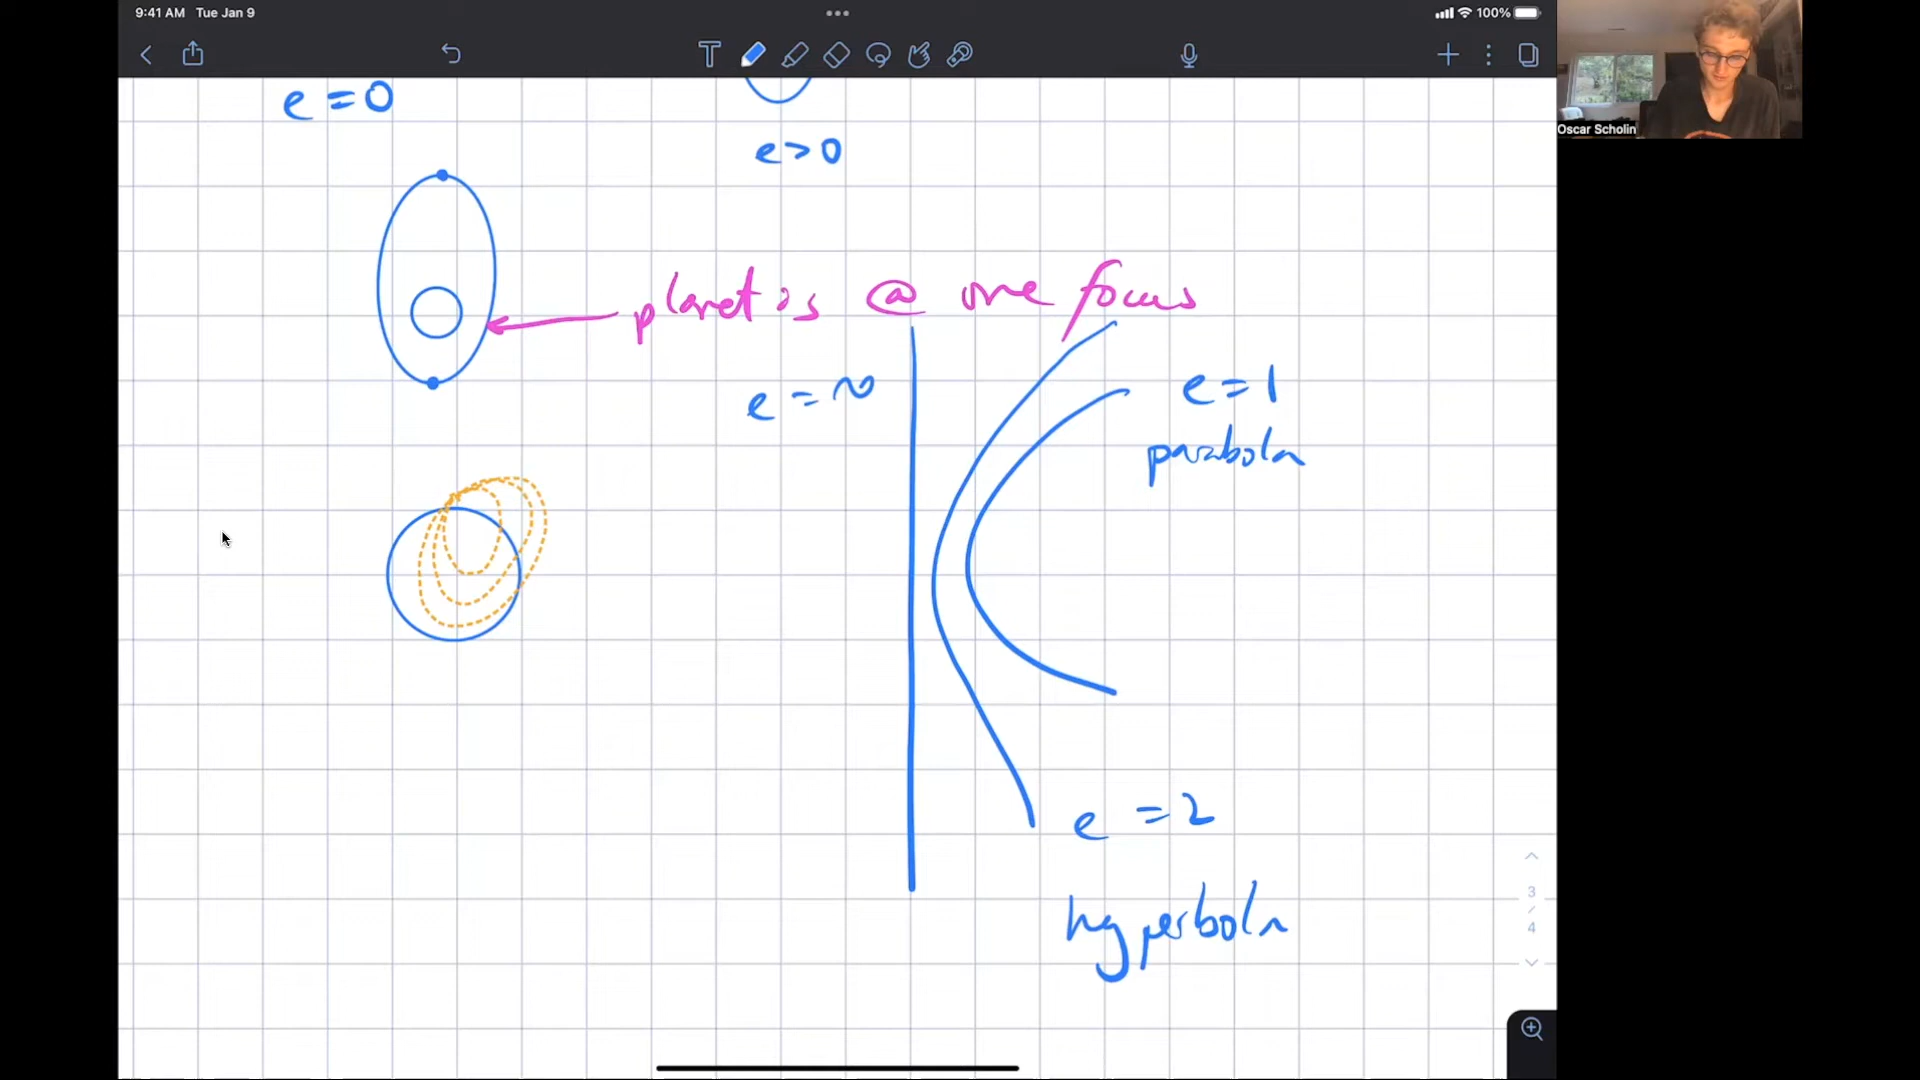 9:41 AM Tue Jan 9
100%
Oscar Scholin
e = 0
e > 0
planet is @ one focus
e = ∞
e = 1
parabola
e = 2
hyperbola
3
/
4